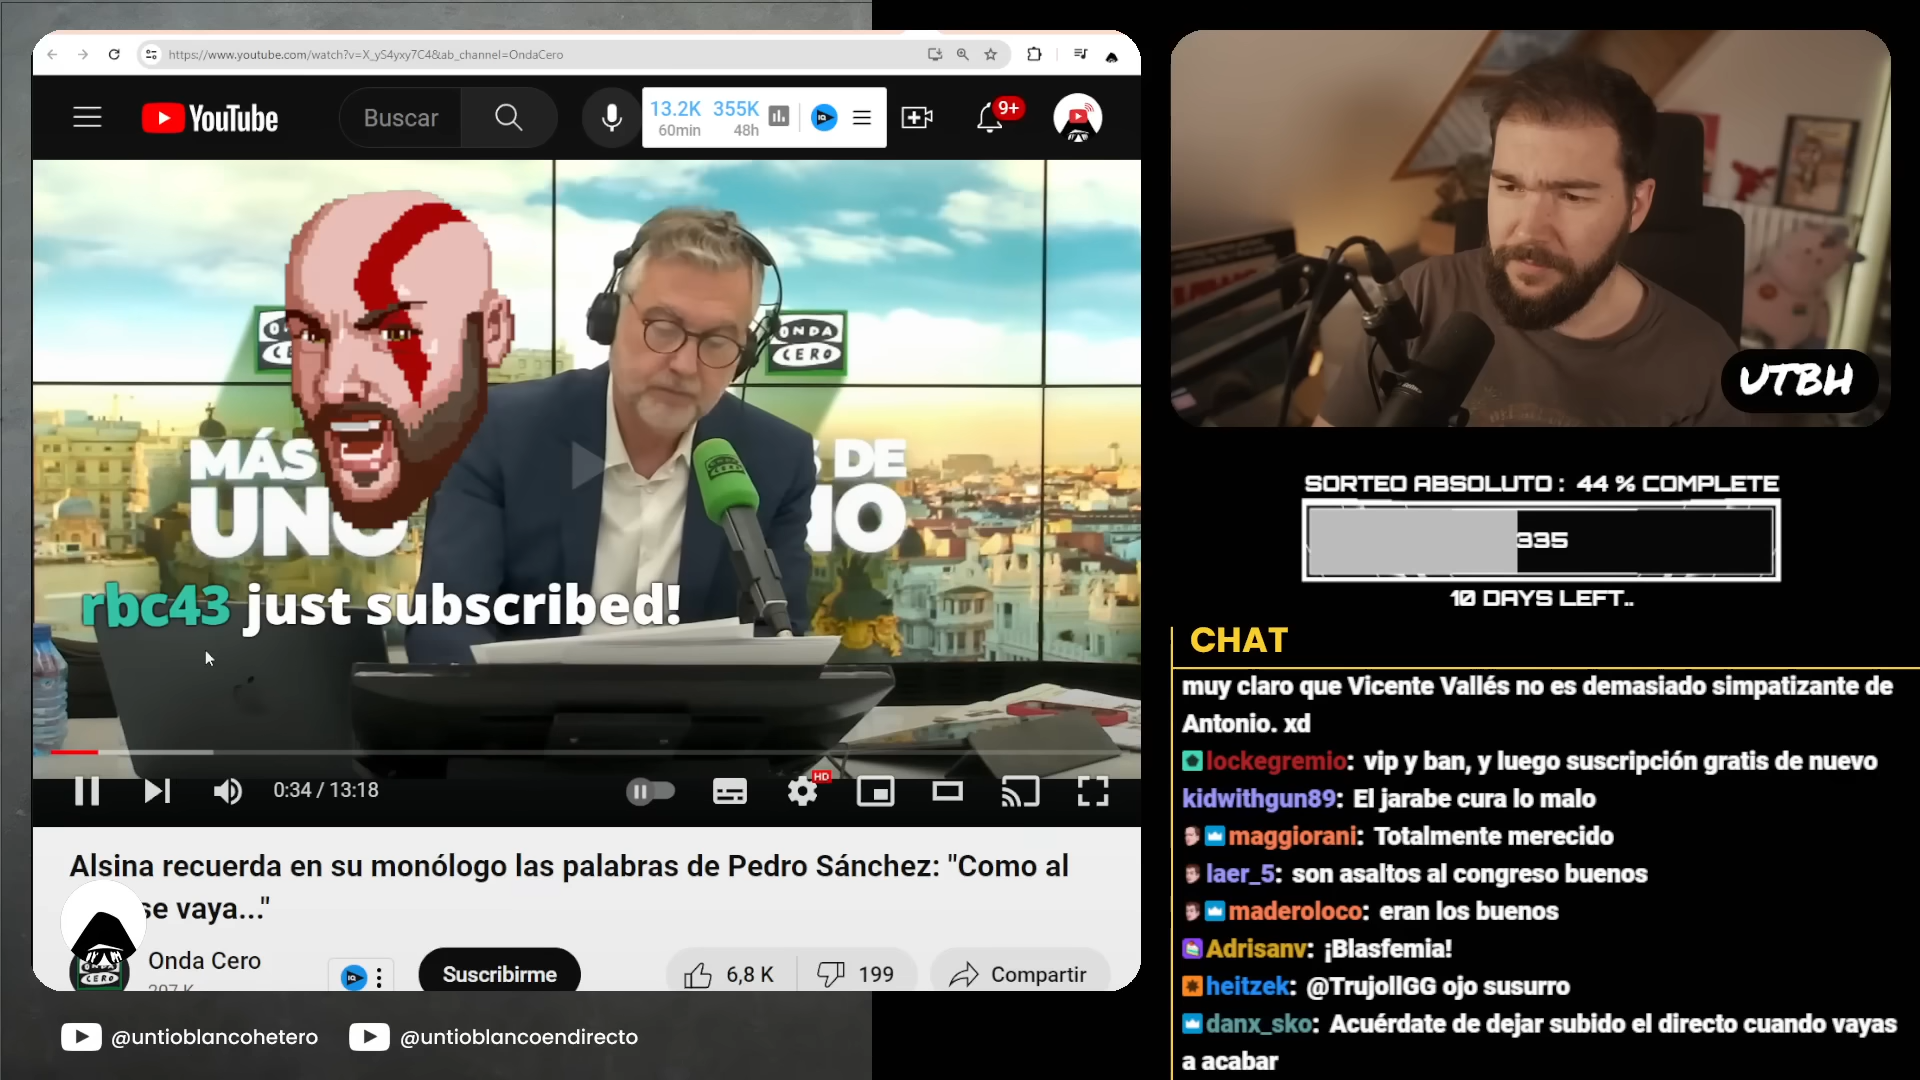 https://www.youtube.com/watch?v=X_yS4yxy7C4&ab_channel=OndaCero
YouTube
Buscar
13.2K 355K
60min 48h
IQ
9+
ONDA
CERO
MÁS
S DE
UNO
NO
rbc43 just subscribed!
0:34 / 13:18
HD
Alsina recuerda en su monólogo las palabras de Pedro Sánchez: "Como al
se vaya..."
Onda Cero
Suscribirme
6,8 K
199
Compartir
@untioblancohetero
@untioblancoendirecto
UTBH
SORTEO ABSOLUTO : 44 % COMPLETE
335
10 DAYS LEFT..
CHAT
muy claro que Vicente Vallés no es demasiado simpatizante de
Antonio. xd
lockegremio: vip y ban, y luego suscripción gratis de nuevo
kidwithgun89: El jarabe cura lo malo
maggiorani: Totalmente merecido
laer_5: son asaltos al congreso buenos
maderoloco: eran los buenos
Adrisanv: ¡Blasfemia!
heitzek: @TrujollGG ojo susurro
danx_sko: Acuérdate de dejar subido el directo cuando vayas
a acabar